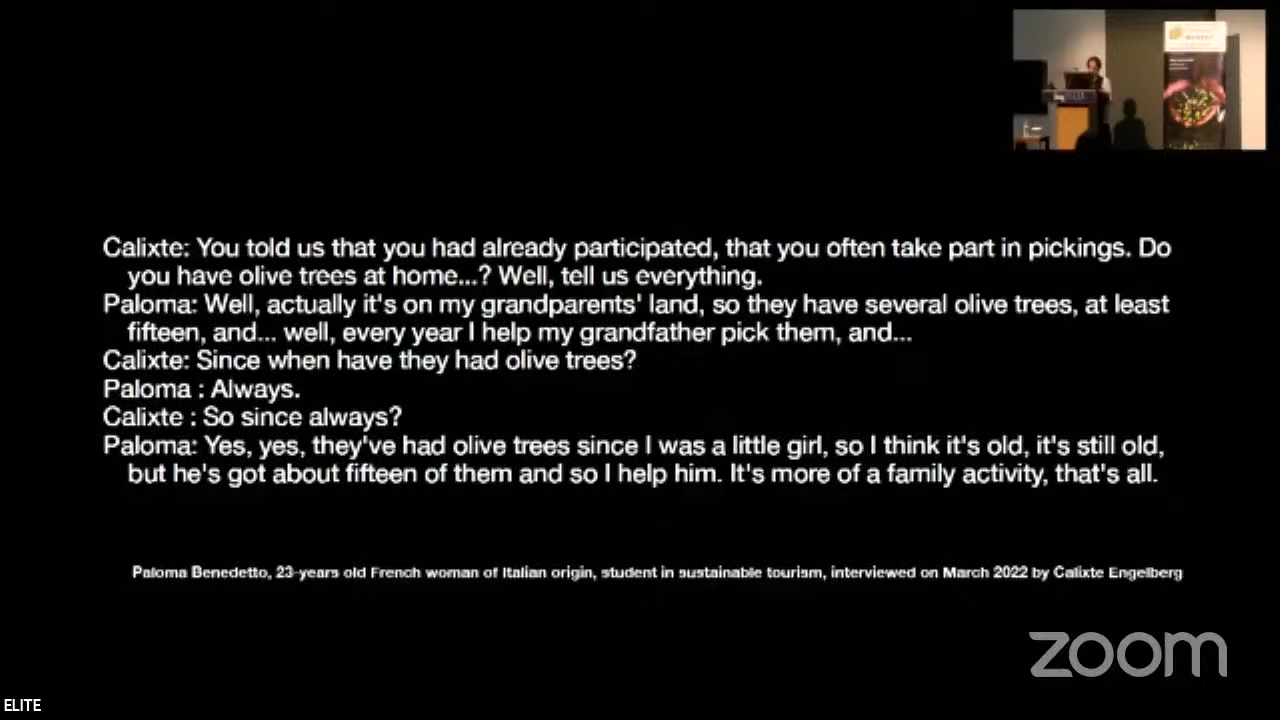 Calixte: You told us that you had already participated, that you often take part in pickings. Do
you have olive trees at home...? Well, tell us everything.
Paloma: Well, actually it's on my grandparents' land, so they have several olive trees, at least
fifteen, and... well, every year I help my grandfather pick them, and...
Calixte: Since when have they had olive trees?
Paloma : Always.
Calixte : So since always?
Paloma: Yes, yes, they've had olive trees since I was a little girl, so I think it's old, it's still old,
but he's got about fifteen of them and so I help him. It's more of a family activity, that's all.
Paloma Benedetto, 23-years old French woman of Italian origin, student in sustainable tourism, interviewed on March 2022 by Calixte Engelberg
zoom
ELITE